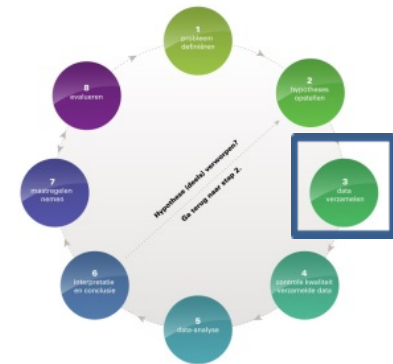 1
probleem
definiëren
2
hypotheses
opstellen
3
data
verzamelen
4
controle kwaliteit
verzamelde data
5
data-analyse
6
interpretatie
en conclusie
7
maatregelen
nemen
8
evalueren
Hypothese (deels) verworpen?
Ga terug naar stap 2.